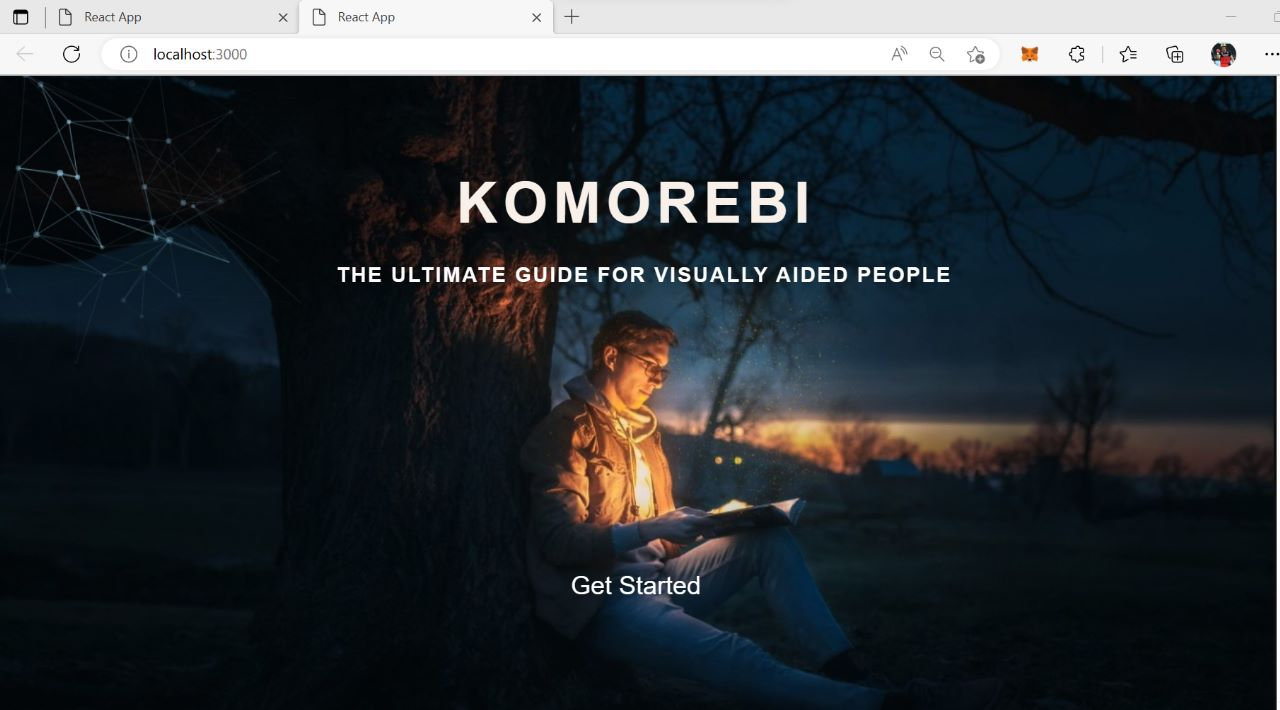 React App
React App
localhost:3000
KOMOREBI
THE ULTIMATE GUIDE FOR VISUALLY AIDED PEOPLE
Get Started